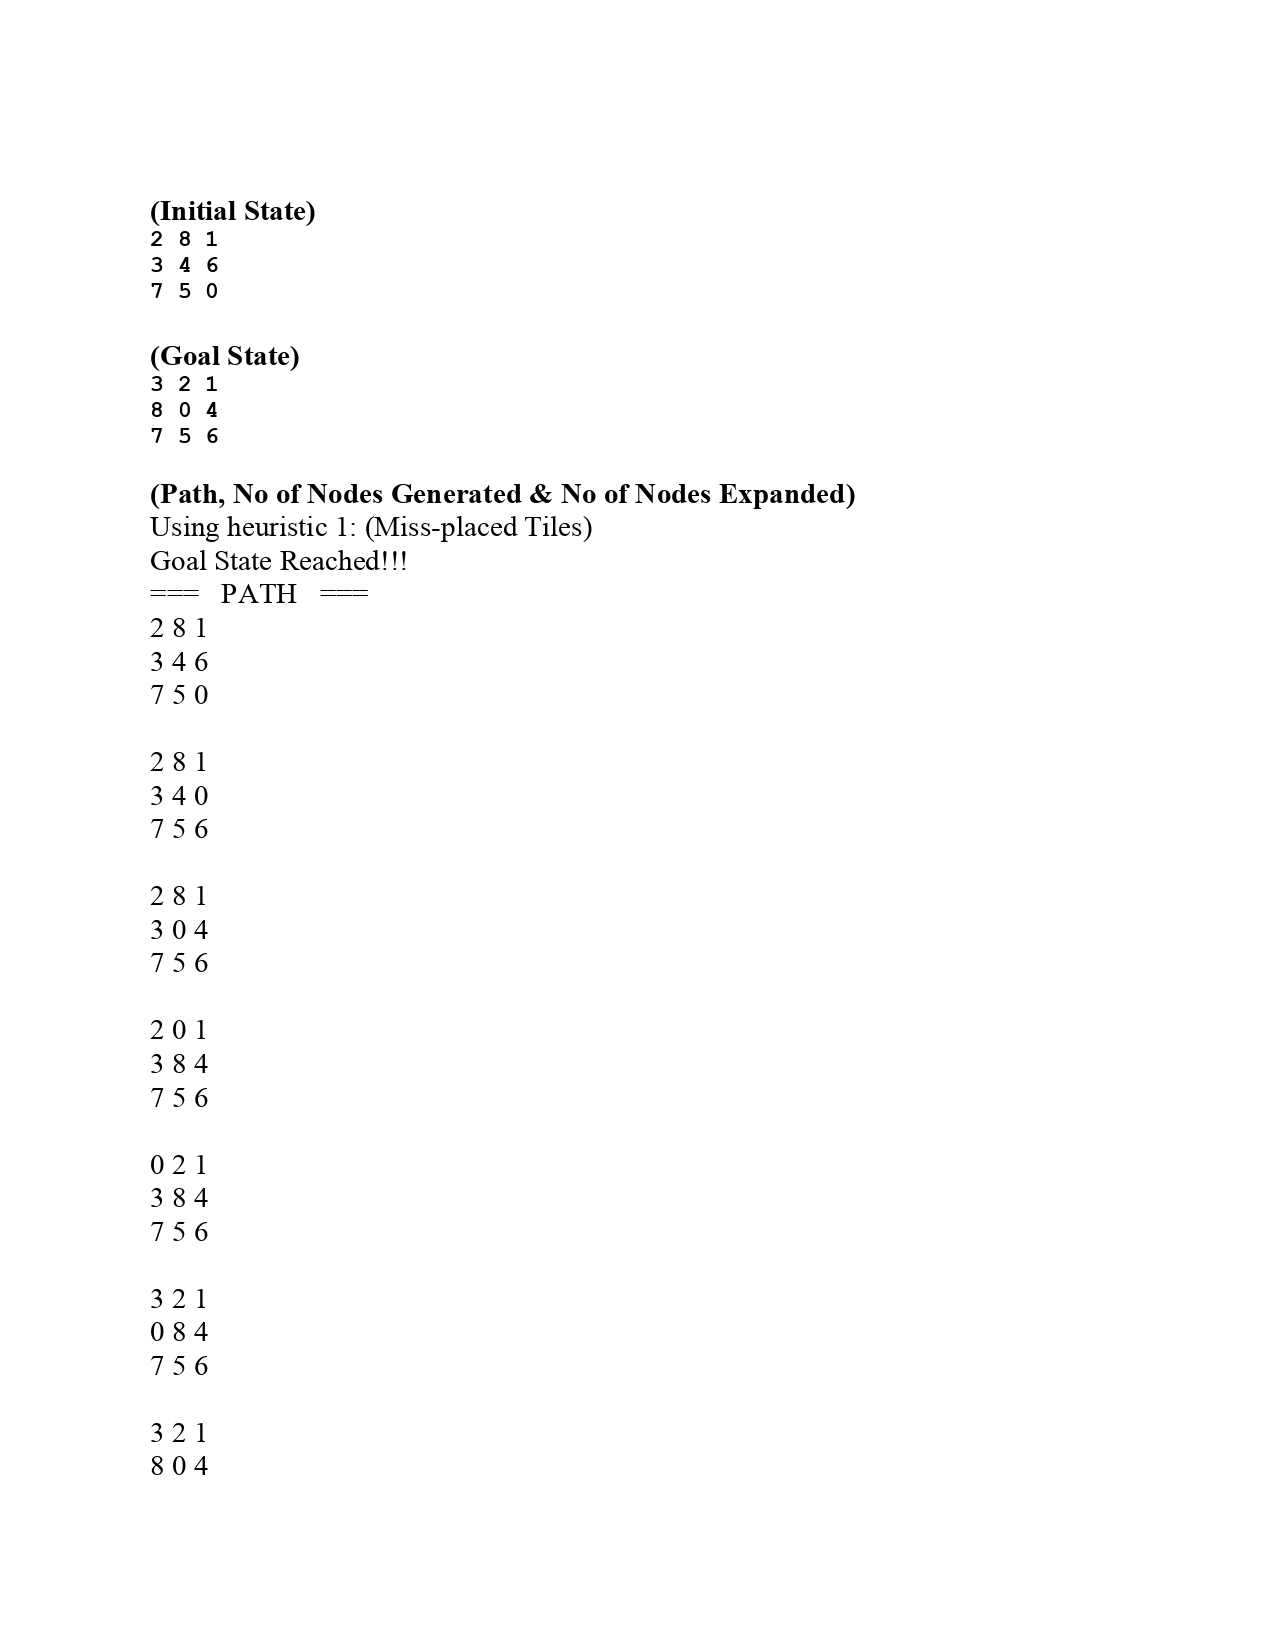 (Initial State)
2 8 1
3 4 6
7 5 0
(Goal State)
3 2 1
8 0 4
7 5 6
(Path, No of Nodes Generated & No of Nodes Expanded)
Using heuristic 1: (Miss-placed Tiles)
Goal State Reached!!!
=== PATH ===
2 8 1
3 4 6
7 5 0
2 8 1
3 4 0
7 5 6
2 8 1
3 0 4
7 5 6
2 0 1
3 8 4
7 5 6
0 2 1
3 8 4
7 5 6
3 2 1
0 8 4
7 5 6
3 2 1
8 0 4